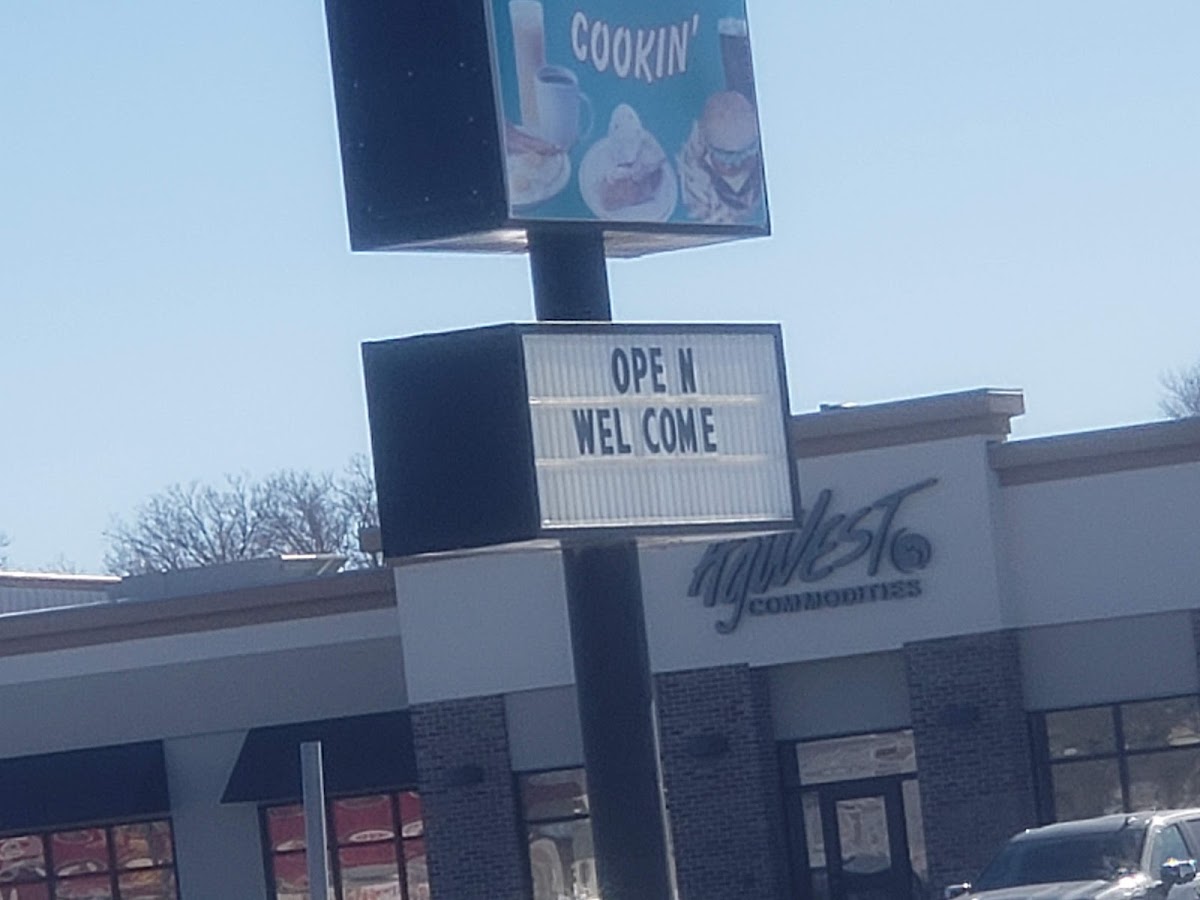 COOKIN'
OPE N
WEL COME
AgWEST
COMMODITIES